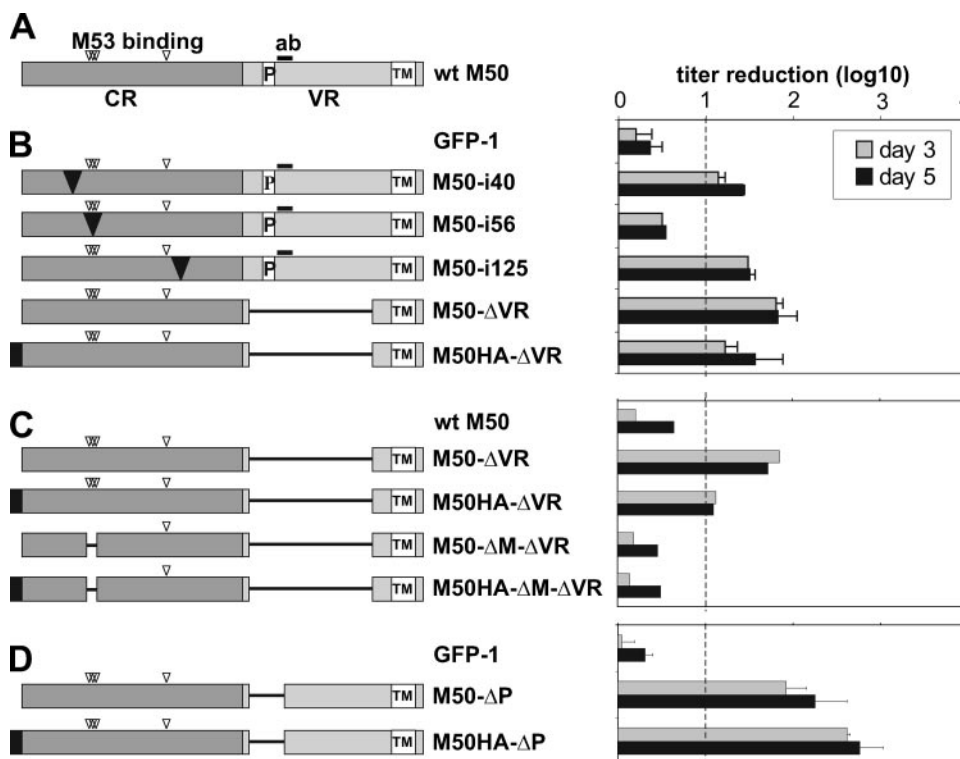 A
M53 binding
ab
P
TM
wt M50
CR
VR
titer reduction (log10)
0 1 2 3
day 3
day 5
B
GFP-1
P
TM
M50-i40
P
TM
M50-i56
P
TM
M50-i125
TM
M50-ΔVR
TM
M50HA-ΔVR
C
wt M50
TM
M50-ΔVR
TM
M50HA-ΔVR
TM
M50-ΔM-ΔVR
TM
M50HA-ΔM-ΔVR
D
GFP-1
TM
M50-ΔP
TM
M50HA-ΔP